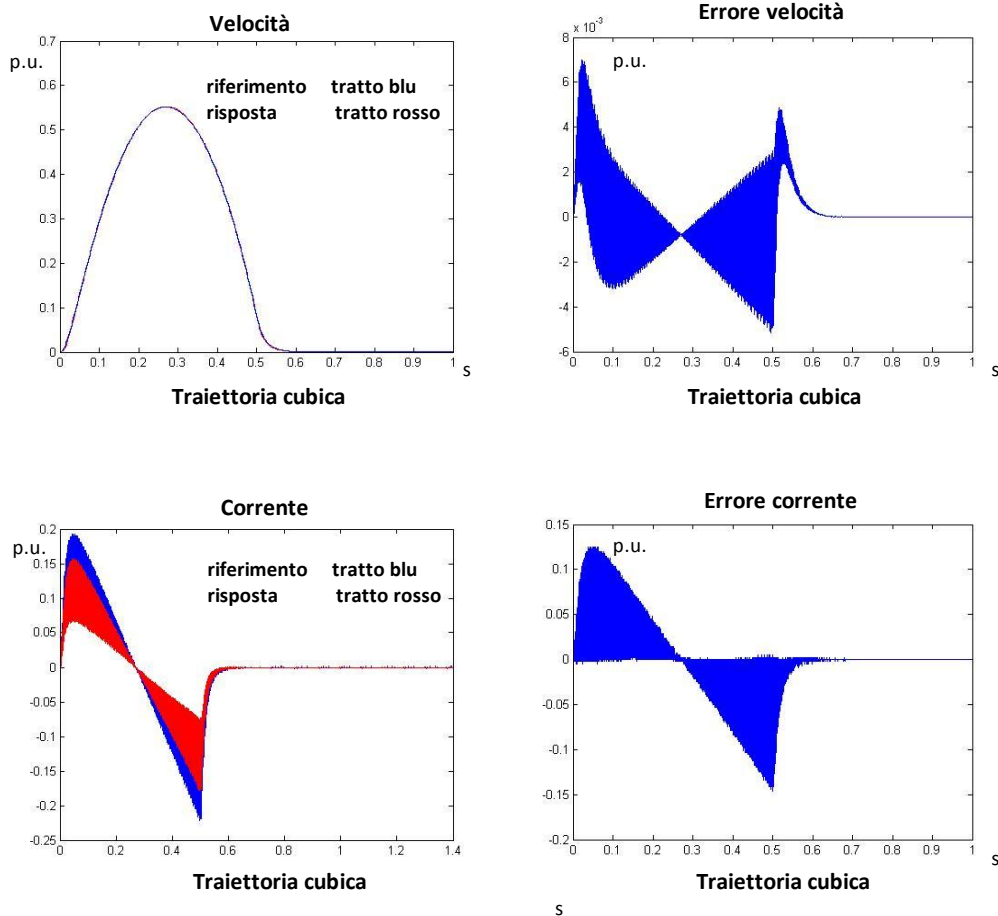 Velocità
p.u.
0.7
0.6
0.5
0.4
0.3
0.2
0.1
0
riferimento tratto blu
risposta tratto rosso
0 0.1 0.2 0.3 0.4 0.5 0.6 0.7 0.8 0.9 1
s
Traiettoria cubica
Errore velocità
x 10⁻³
p.u.
8
6
4
2
0
-2
-4
-6
0 0.1 0.2 0.3 0.4 0.5 0.6 0.7 0.8 0.9 1
s
Traiettoria cubica
Corrente
p.u.
0.2
0.15
0.1
0.05
0
-0.05
-0.1
-0.15
-0.2
-0.25
riferimento tratto blu
risposta tratto rosso
0 0.2 0.4 0.6 0.8 1 1.2 1.4
Traiettoria cubica
Errore corrente
p.u.
0.15
0.1
0.05
0
-0.05
-0.1
-0.15
-0.2
0 0.1 0.2 0.3 0.4 0.5 0.6 0.7 0.8 0.9 1
s
Traiettoria cubica
s